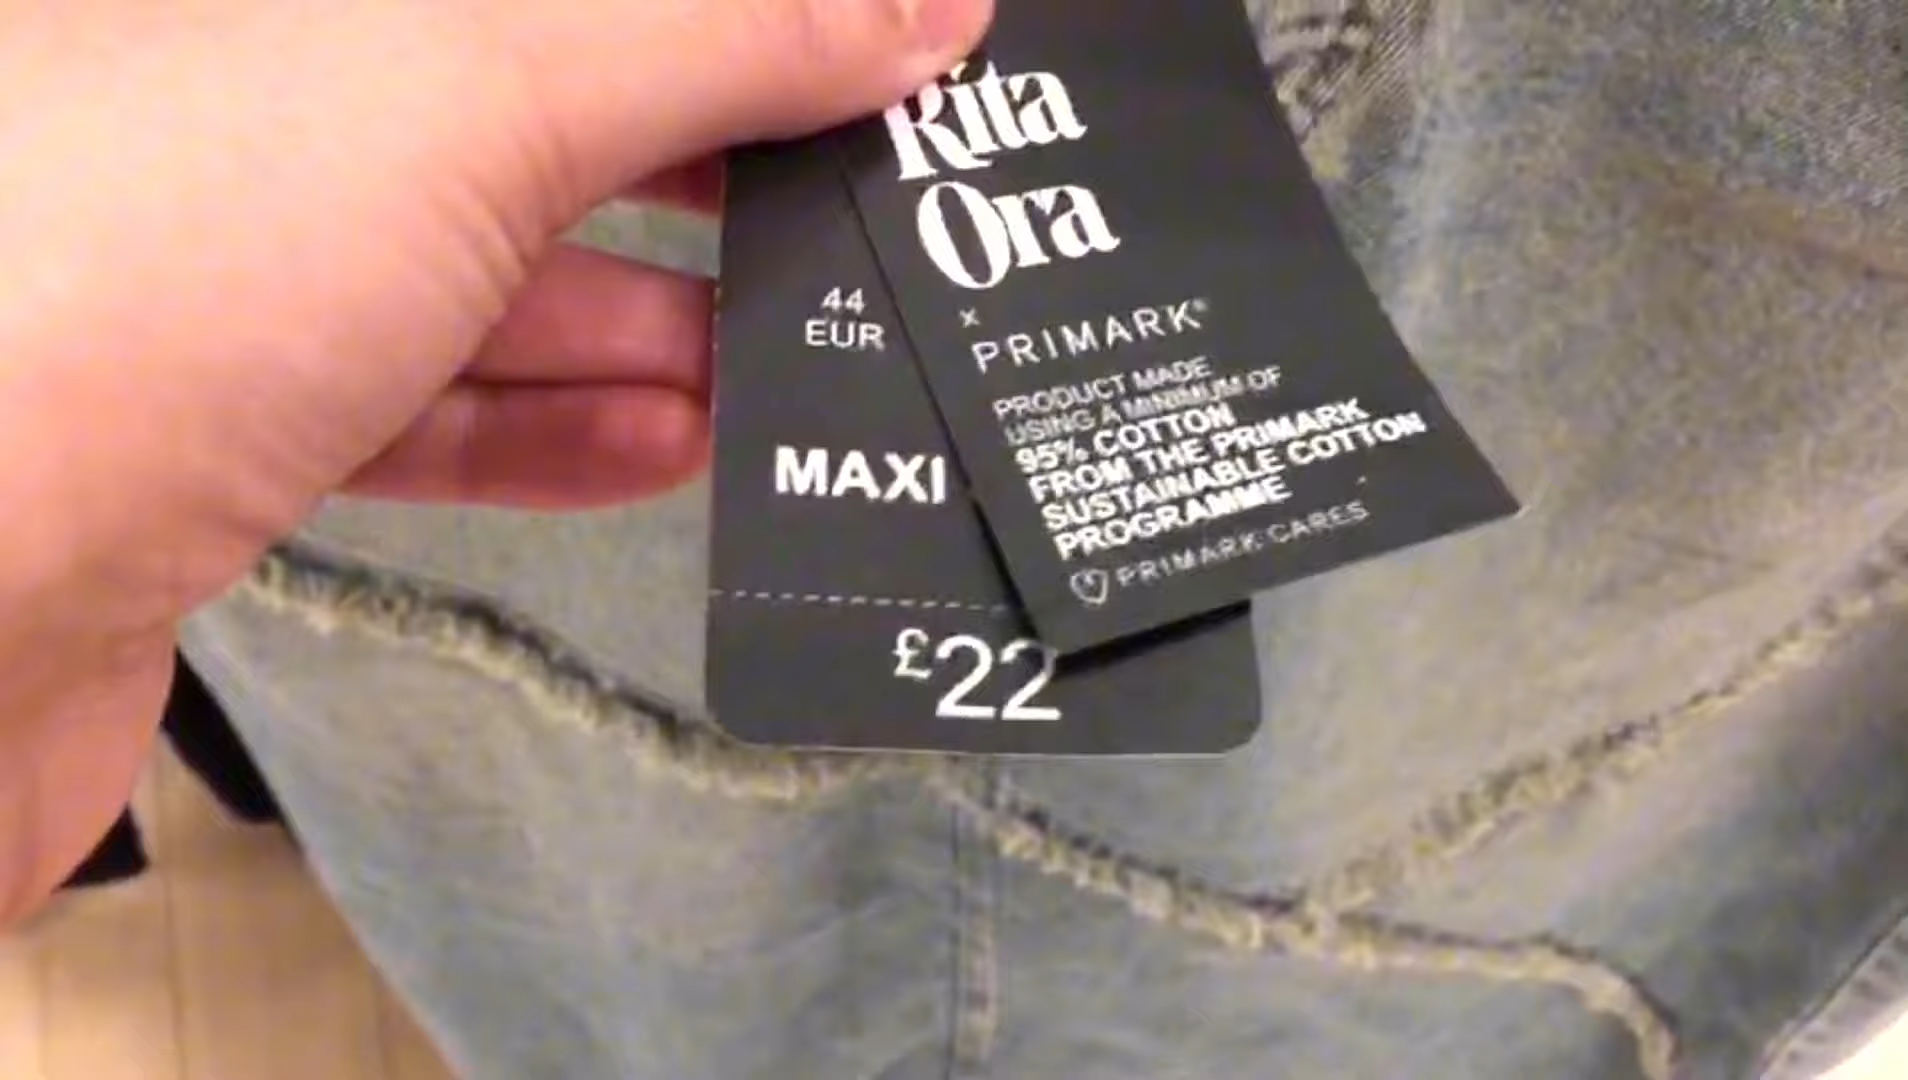 Rita
Ora
x
PRIMARK®
PRODUCT MADE
USING A MINIMUM OF
95% COTTON
FROM THE PRIMARK
SUSTAINABLE COTTON
PROGRAMME
PRIMARK CARES
44
EUR
MAXI
£22